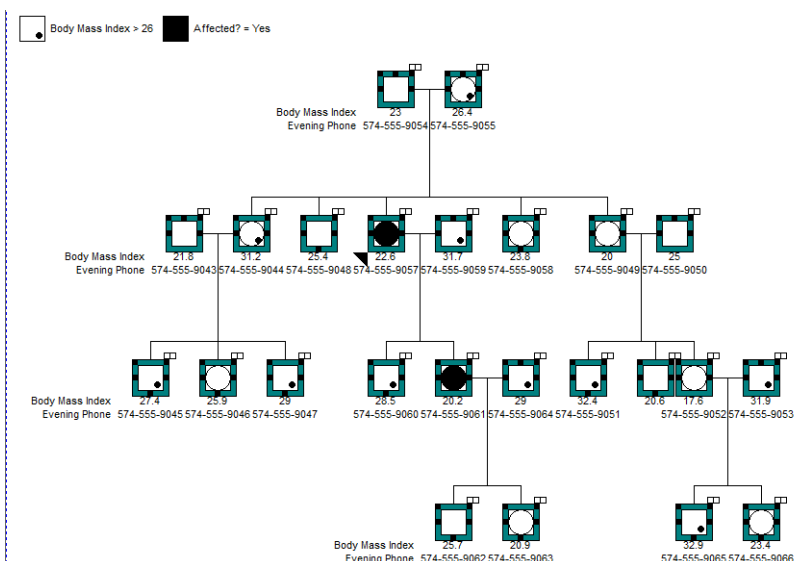 Body Mass Index > 26 Affected? = Yes
Body Mass Index 23 26.4
Evening Phone 574-555-9054 574-555-9055
Body Mass Index 21.8 31.2 25.4 22.6 31.7 23.8 20 25
Evening Phone 574-555-9043 574-555-9044 574-555-9048 574-555-9057 574-555-9059 574-555-9058 574-555-9049 574-555-9050
Body Mass Index 27.4 25.9 29 28.5 20.2 29 32.4 20.6 17.6 31.9
Evening Phone 574-555-9045 574-555-9046 574-555-9047 574-555-9060 574-555-9061 574-555-9064 574-555-9051 574-555-9052 574-555-9053
Body Mass Index 25.7 20.9 32.9 23.4
Evening Phone 574-555-9062 574-555-9063 574-555-9065 574-555-9066